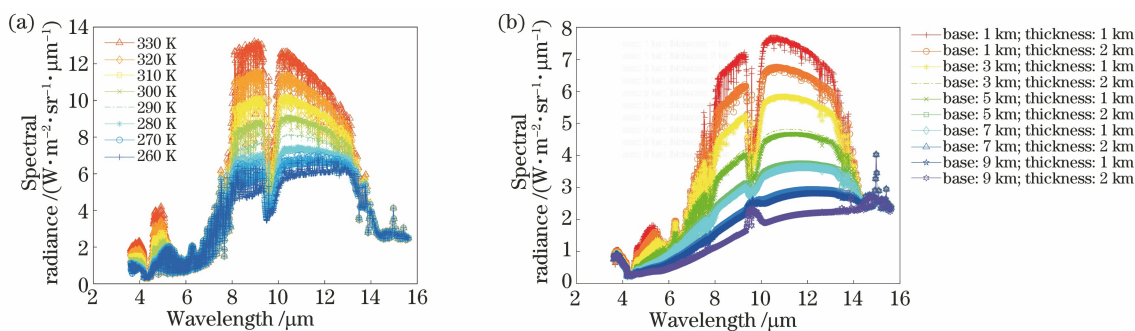 (a)
14
12
10
8
6
4
2
0
2 4 6 8 10 12 14 16
Wavelength /μm
Spectral
radiance /(W·m⁻²·sr⁻¹·μm⁻¹)
330 K
320 K
310 K
300 K
290 K
280 K
270 K
260 K
(b)
8
7
6
5
4
3
2
1
0
2 4 6 8 10 12 14 16
Wavelength /μm
Spectral
radiance /(W·m⁻²·sr⁻¹·μm⁻¹)
base: 1 km; thickness: 1 km
base: 1 km; thickness: 2 km
base: 3 km; thickness: 1 km
base: 3 km; thickness: 2 km
base: 5 km; thickness: 1 km
base: 5 km; thickness: 2 km
base: 7 km; thickness: 1 km
base: 7 km; thickness: 2 km
base: 9 km; thickness: 1 km
base: 9 km; thickness: 2 km